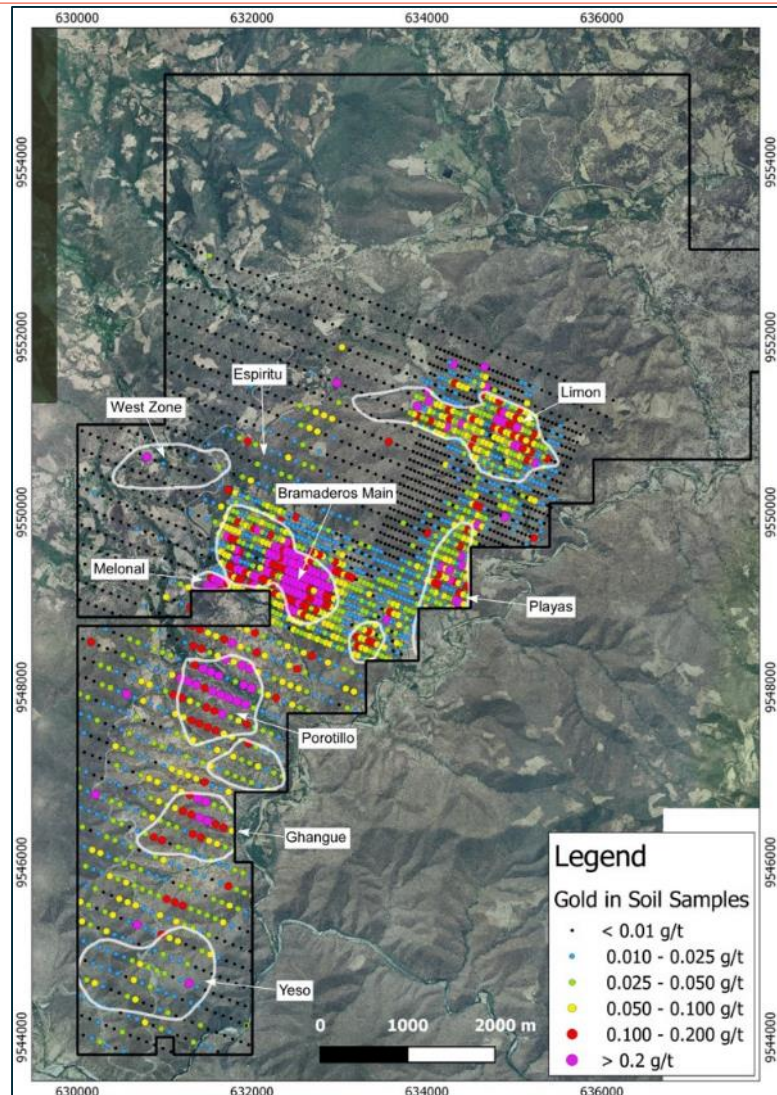 630000 632000 634000 636000
9554000 9554000
9552000 9552000
Espiritu
West Zone
Limon
Bramaderos Main
9550000 9550000
Melonal
Playas
9548000 9548000
Porotillo
Ghangue
9546000 9546000
Legend
Gold in Soil Samples
< 0.01 g/t
0.010 - 0.025 g/t
0.025 - 0.050 g/t
0.050 - 0.100 g/t
0.100 - 0.200 g/t
> 0.2 g/t
Yeso
0 1000 2000 m
9544000 9544000
630000 632000 634000 636000